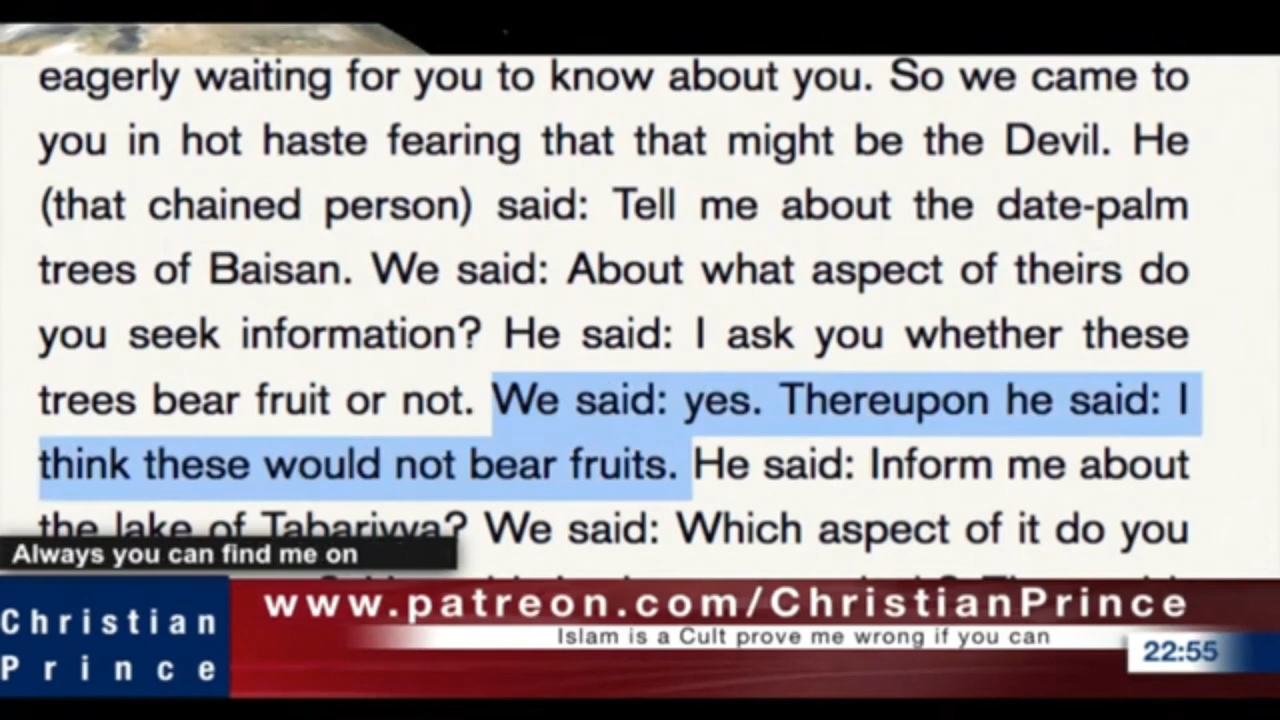 eagerly waiting for you to know about you. So we came to
you in hot haste fearing that that might be the Devil. He
(that chained person) said: Tell me about the date-palm
trees of Baisan. We said: About what aspect of theirs do
you seek information? He said: I ask you whether these
trees bear fruit or not. We said: yes. Thereupon he said: I
think these would not bear fruits. He said: Inform me about
the lake of Tabariyya? We said: Which aspect of it do you
Always you can find me on
Christian
Prince
www.patreon.com/ChristianPrince
Islam is a Cult prove me wrong if you can
22:55